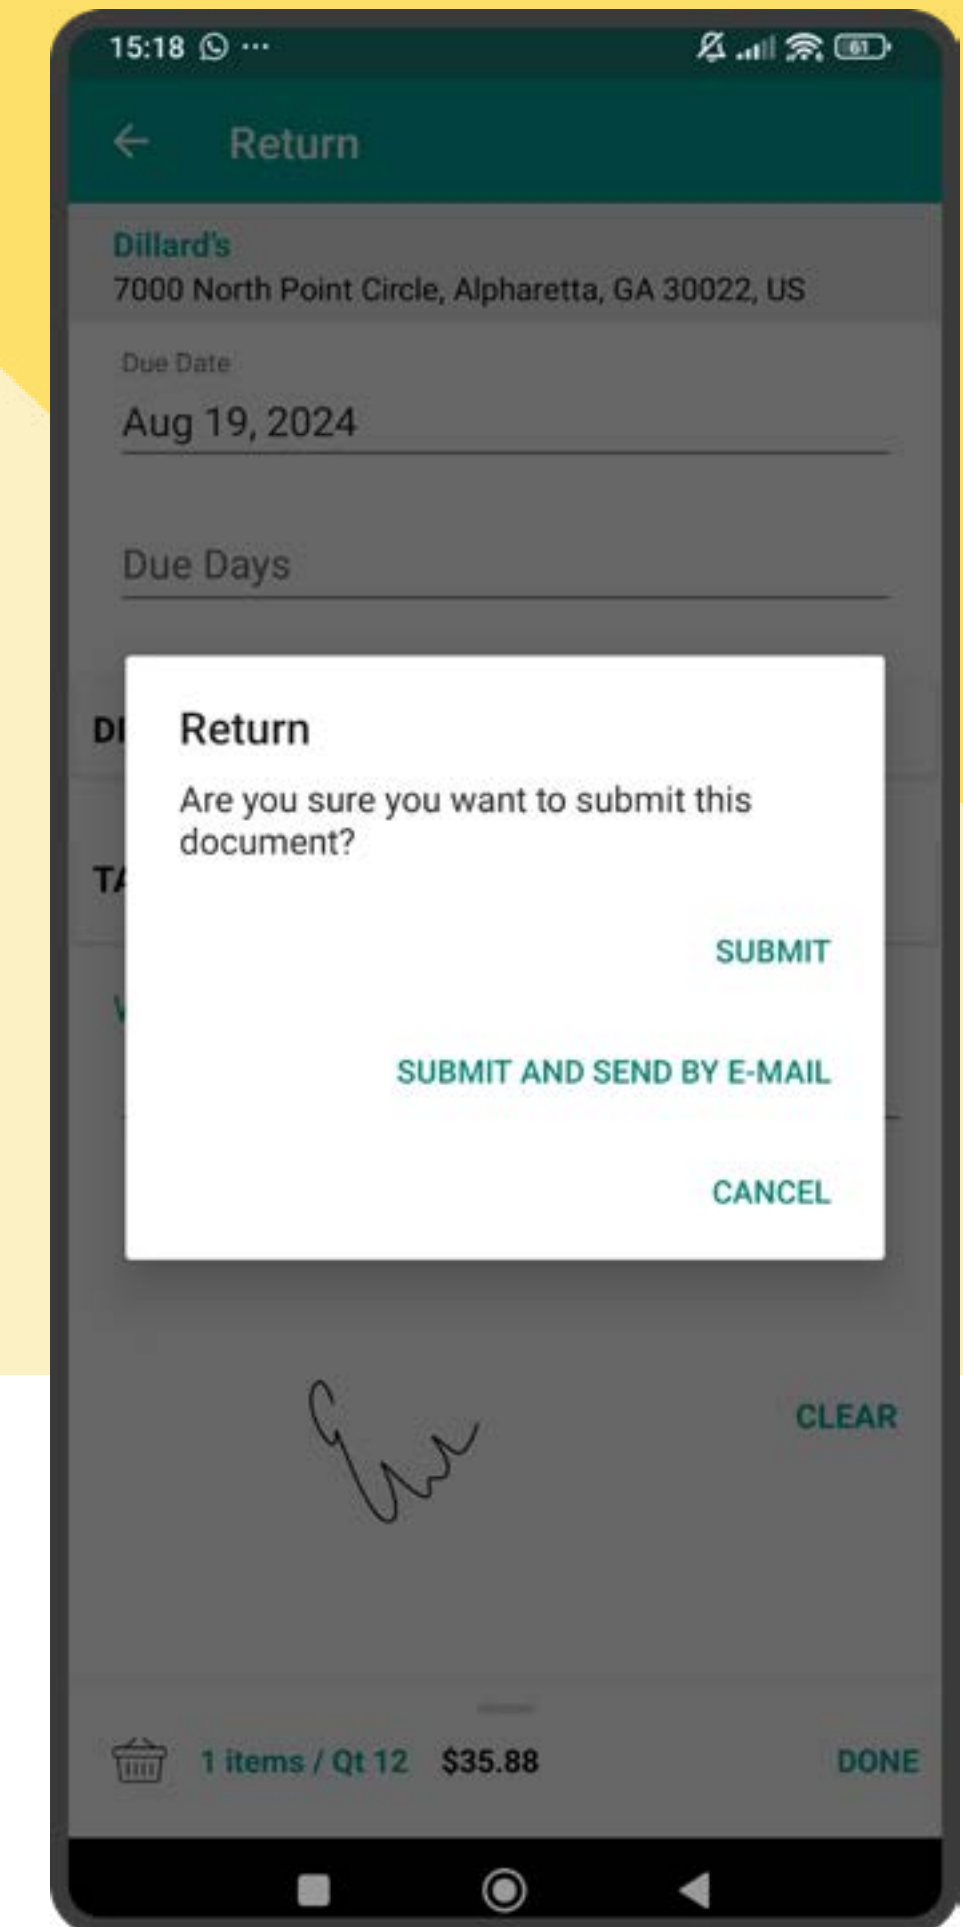 15:18
61
Return
Dillard's
7000 North Point Circle, Alpharetta, GA 30022, US
Due Date
Aug 19, 2024
Due Days
Return
Are you sure you want to submit this
document?
SUBMIT
SUBMIT AND SEND BY E-MAIL
CANCEL
CLEAR
1 items / Qt 12 $35.88
DONE